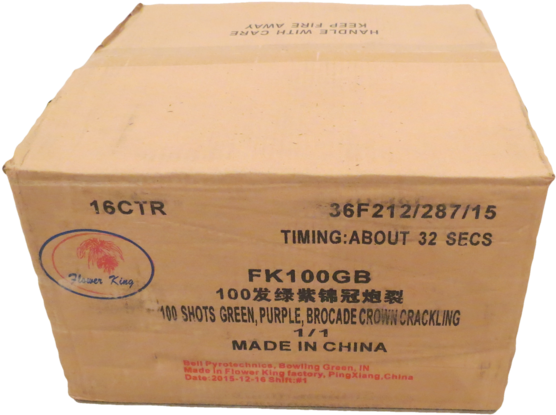 HANDLE WITH CARE
KEEP FIRE AWAY
16CTR
36F212/287/15
TIMING:ABOUT 32 SECS
Flower King
FK100GB
100发绿紫锦冠炮裂
100 SHOTS GREEN, PURPLE, BROCADE CROWN CRACKLING
1/1
MADE IN CHINA
Bell Pyrotechnics, Bowling Green, IN
Made in Flower King factory, PingXiang,China
Date:2015-12-16 Shift:#1